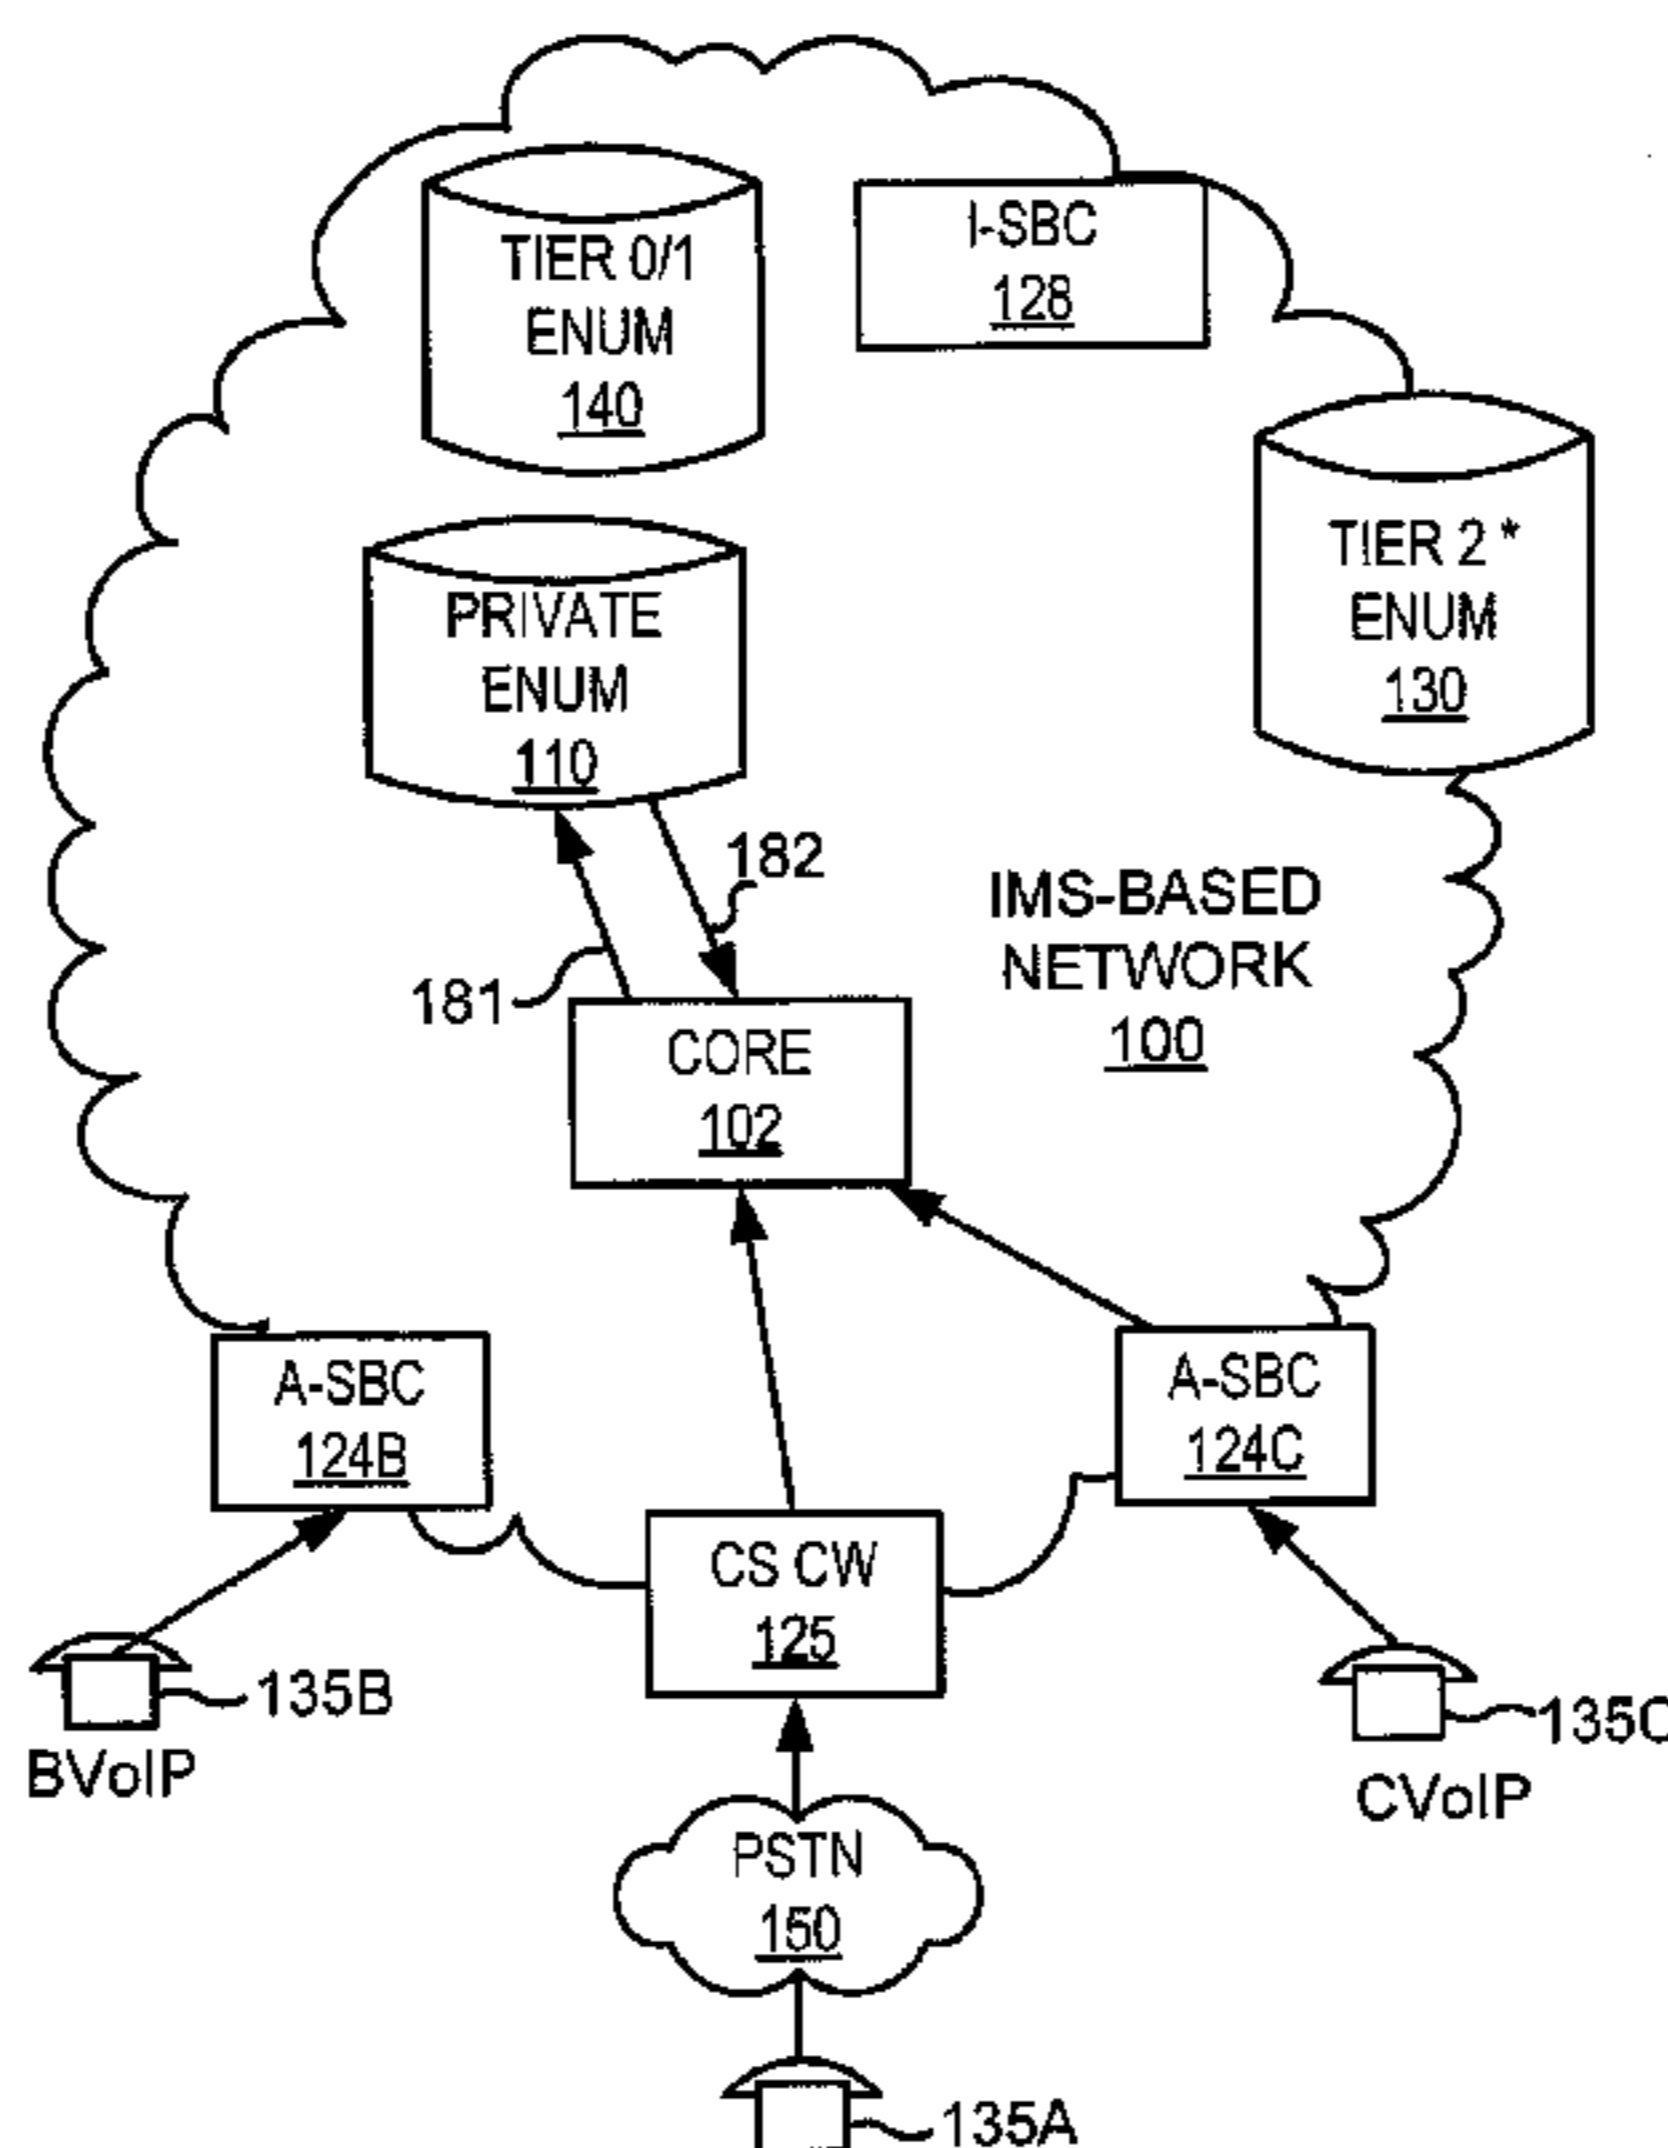 TIER 0/1
ENUM
140
I-SBC
128
TIER 2 *
ENUM
130
PRIVATE
ENUM
110
182
181
IMS-BASED
NETWORK
100
CORE
102
A-SBC
124B
A-SBC
124C
CS CW
125
135B
BVoIP
135C
CVoIP
PSTN
150
135A